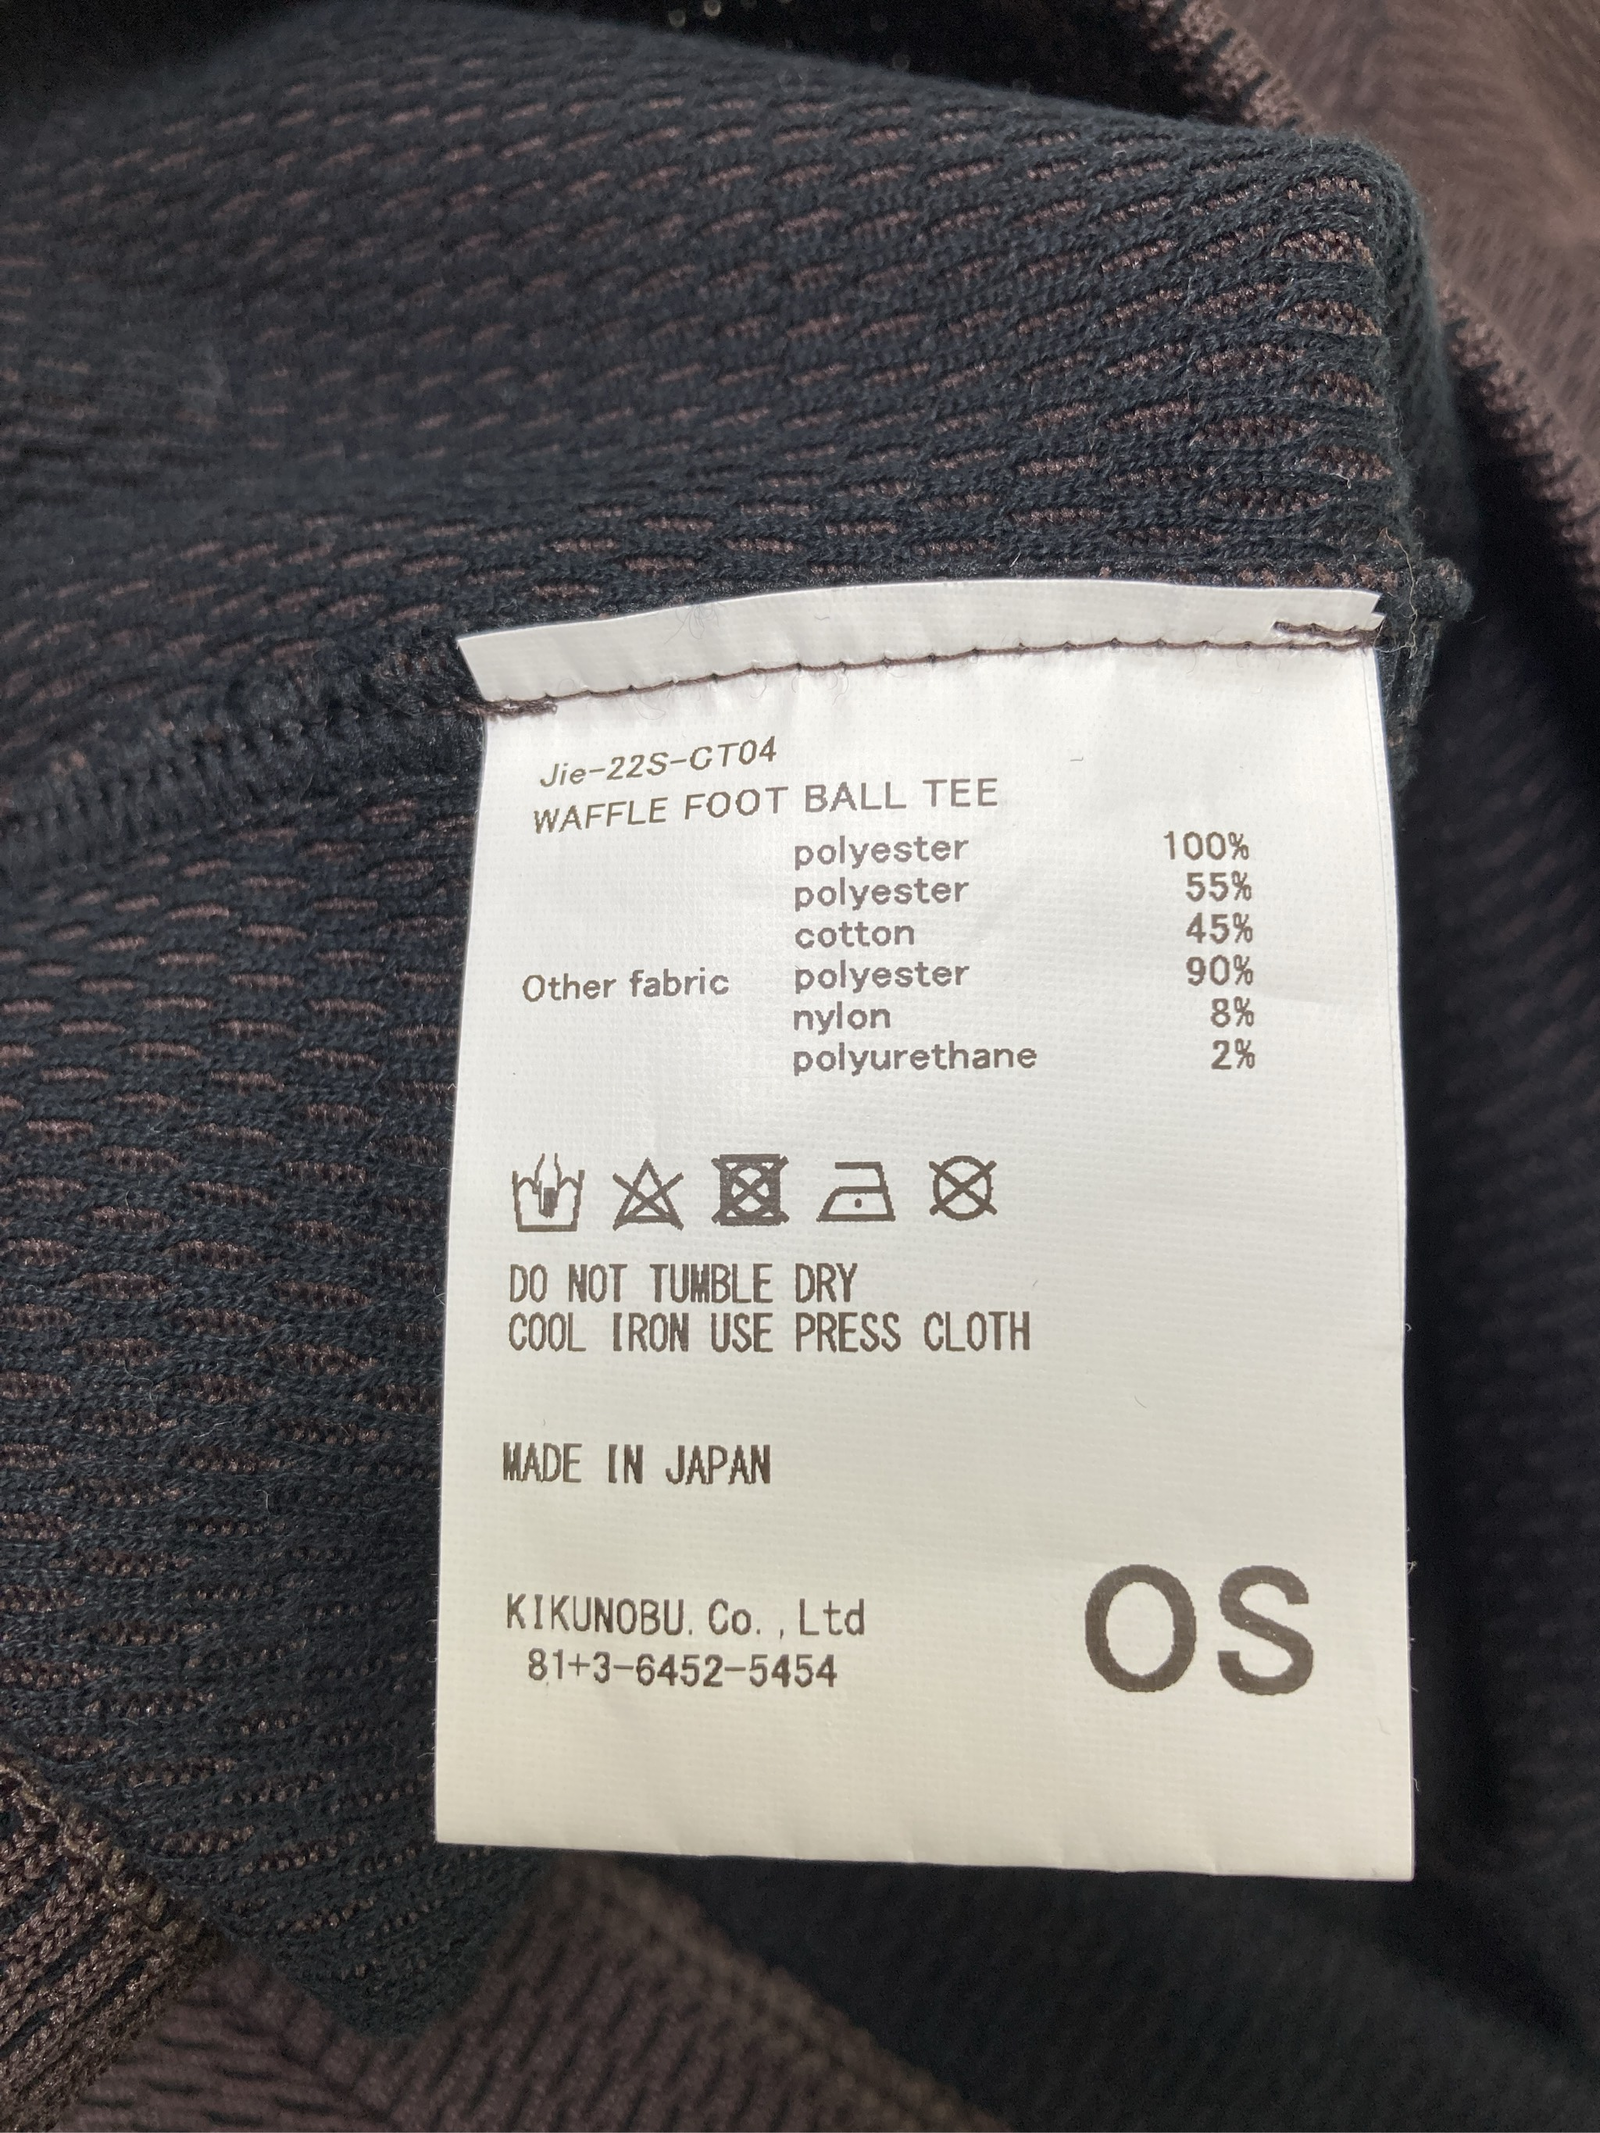 Jie-22S-CT04
WAFFLE FOOT BALL TEE
polyester 100%
polyester 55%
cotton 45%
Other fabric polyester 90%
nylon 8%
polyurethane 2%
DO NOT TUMBLE DRY
COOL IRON USE PRESS CLOTH
MADE IN JAPAN
KIKUNOBU. Co. , Ltd
81+3-6452-5454
OS